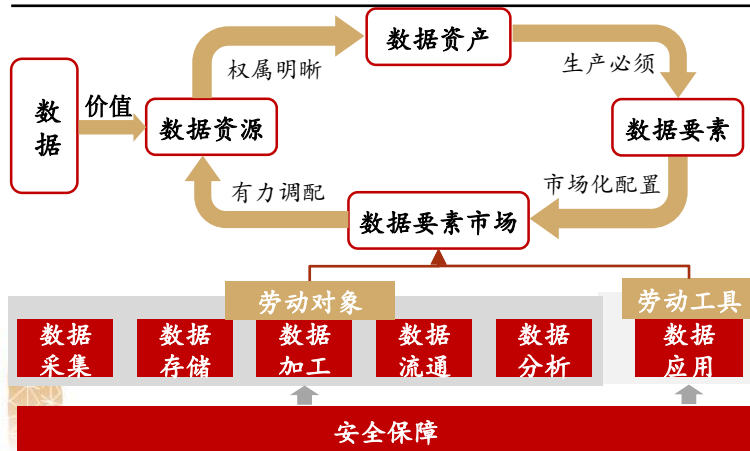 数据资产
权属明晰
生产必须
数
据
价值
数据资源
数据要素
有力调配
市场化配置
数据要素市场
劳动对象
劳动工具
数据
采集
数据
存储
数据
加工
数据
流通
数据
分析
数据
应用
安全保障